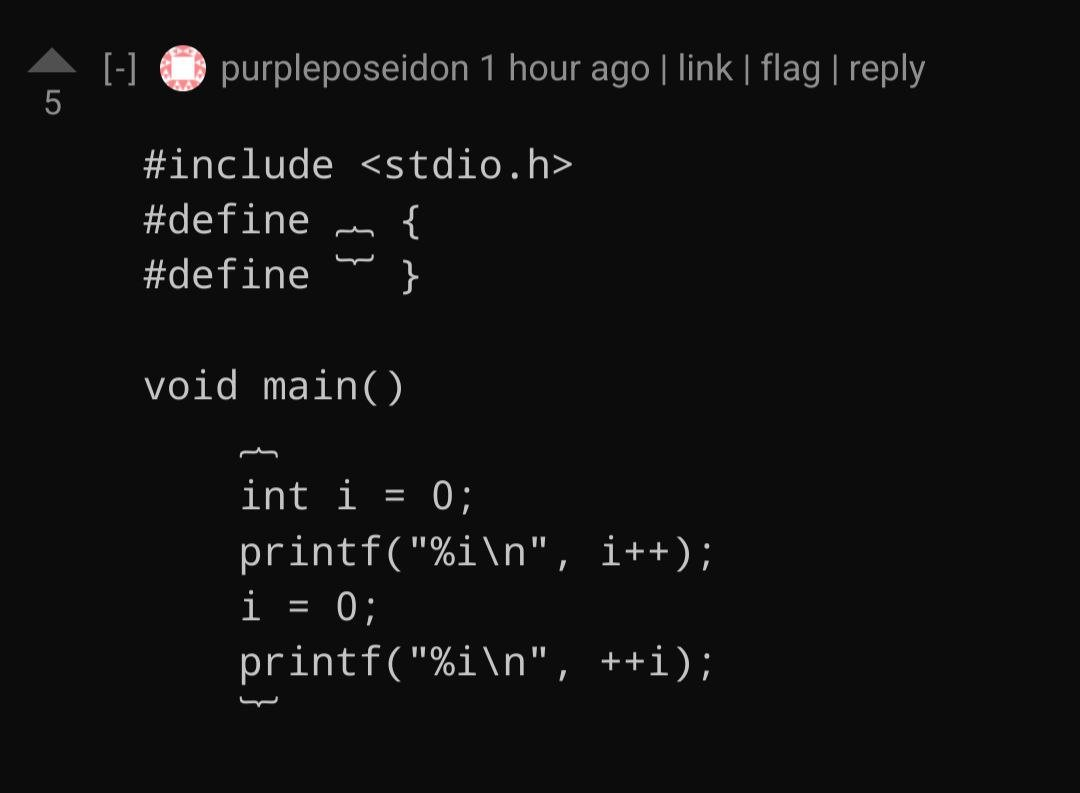 [-] purpleposeidon 1 hour ago | link | flag | reply
5
#include <stdio.h>
#define ︷ {
#define ︸ }
void main()
︷
int i = 0;
printf("%i\n", i++);
i = 0;
printf("%i\n", ++i);
︸